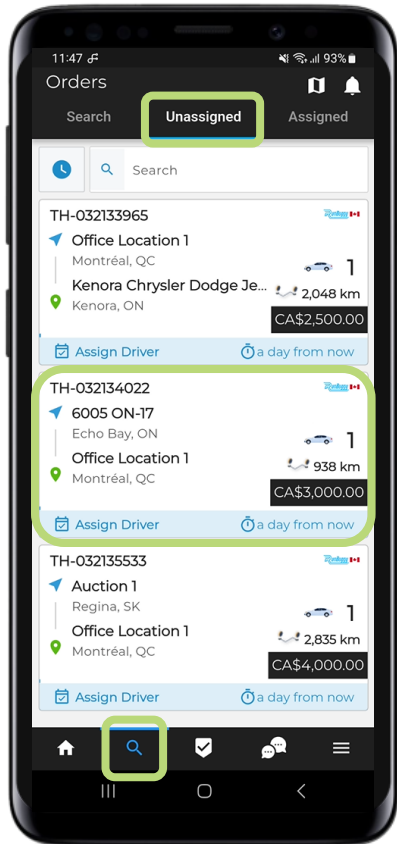 11:47
93%
Orders
Search
Unassigned
Assigned
Search
TH-032133965
Office Location 1
Montréal, QC
1
Kenora Chrysler Dodge Je...
Kenora, ON
2,048 km
CA$2,500.00
Assign Driver
a day from now
TH-032134022
6005 ON-17
Echo Bay, ON
1
Office Location 1
Montréal, QC
938 km
CA$3,000.00
Assign Driver
a day from now
TH-032135533
Auction 1
Regina, SK
1
Office Location 1
Montréal, QC
2,835 km
CA$4,000.00
Assign Driver
a day from now